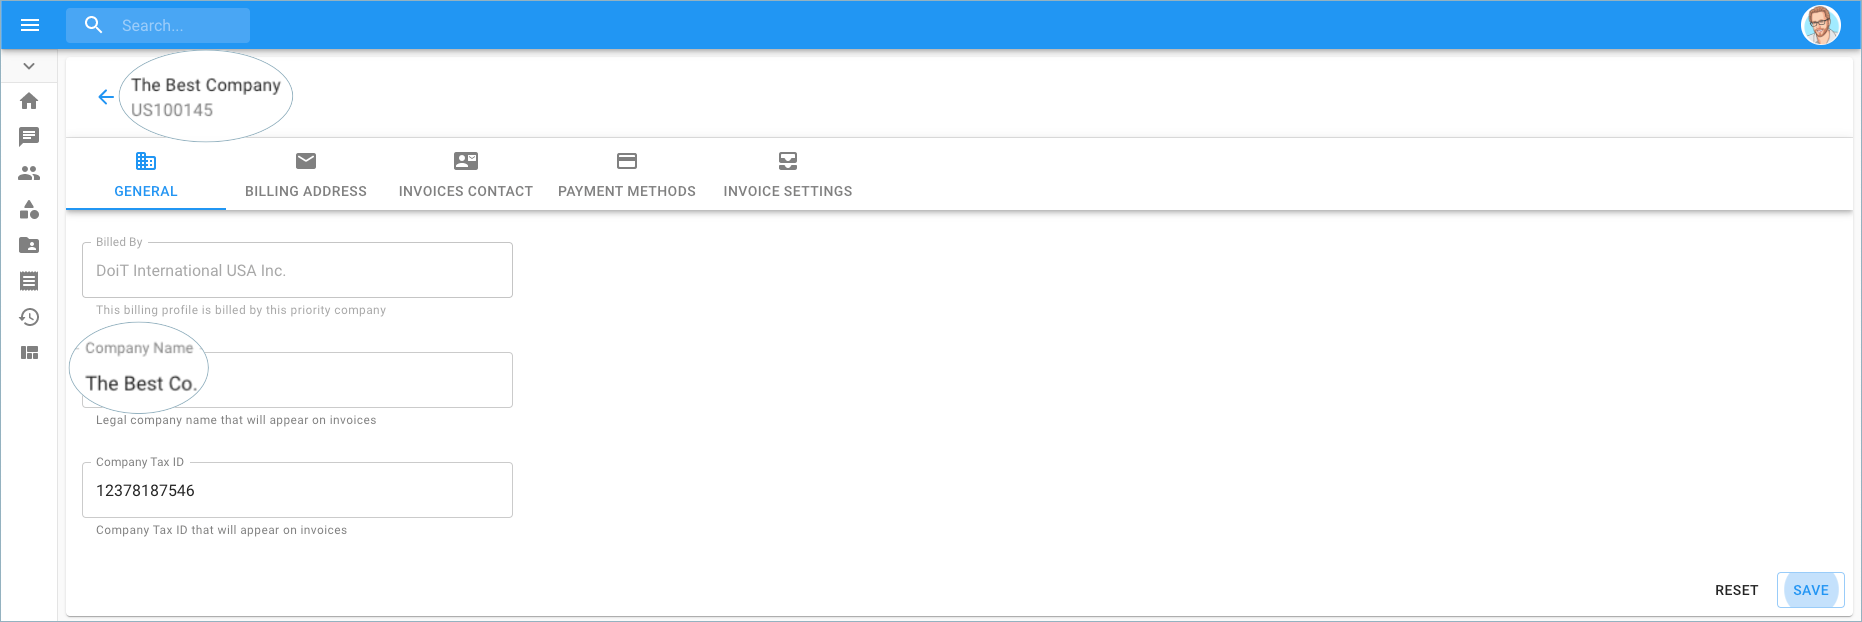 Search...
The Best Company
US100145
GENERAL
BILLING ADDRESS
INVOICES CONTACT
PAYMENT METHODS
INVOICE SETTINGS
Billed By
DoiT International USA Inc.
This billing profile is billed by this priority company
Company Name
The Best Co.
Legal company name that will appear on invoices
Company Tax ID
12378187546
Company Tax ID that will appear on invoices
RESET
SAVE